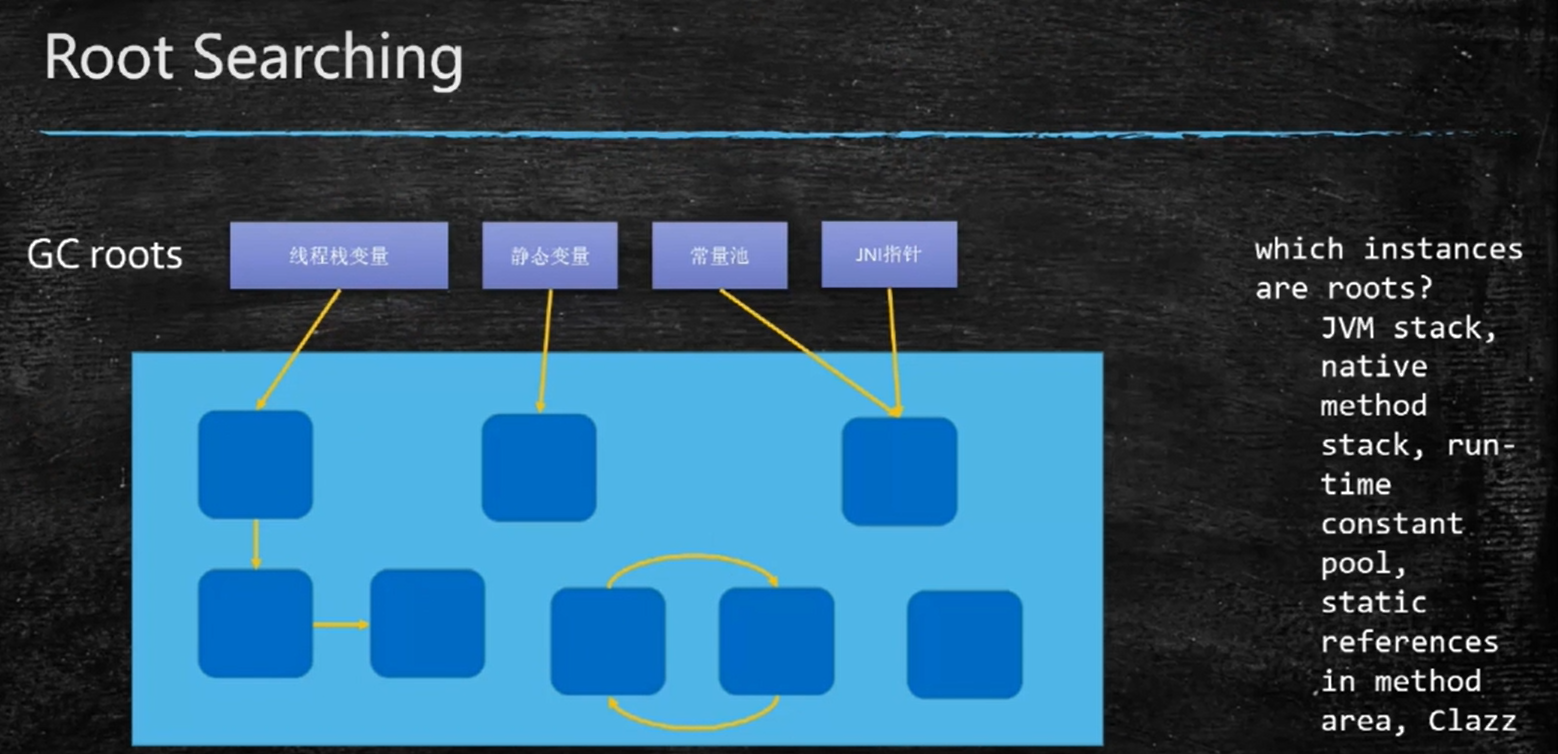 Root Searching
GC roots
线程栈变量
静态变量
常量池
JNI指针
which instances
are roots?
JVM stack,
native
method
stack, run-
time
constant
pool,
static
references
in method
area, Clazz